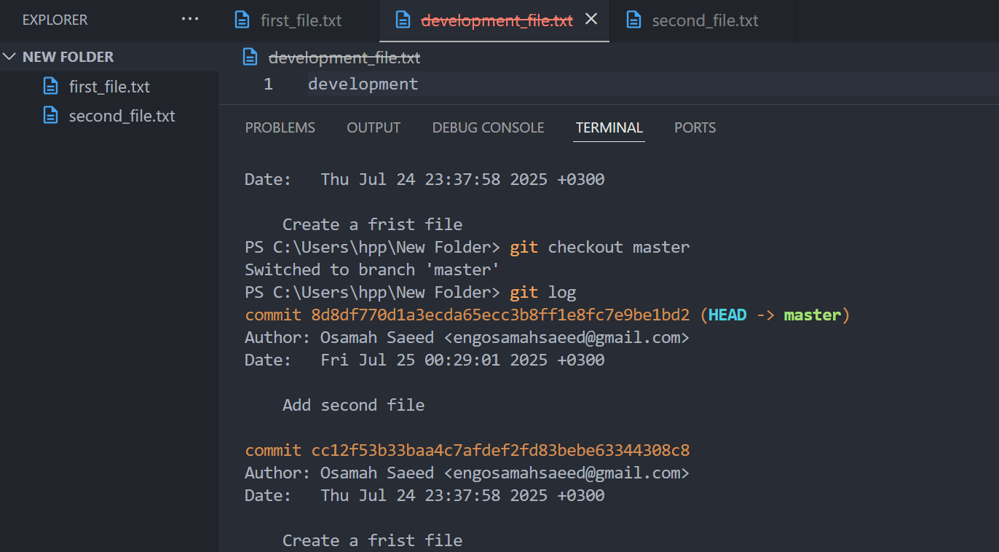 EXPLORER ...
first_file.txt development_file.txt second_file.txt
NEW FOLDER
development_file.txt
1 development
first_file.txt
second_file.txt
PROBLEMS OUTPUT DEBUG CONSOLE TERMINAL PORTS
Date:   Thu Jul 24 23:37:58 2025 +0300
    Create a frist file
PS C:\Users\hpp\New Folder> git checkout master
Switched to branch 'master'
PS C:\Users\hpp\New Folder> git log
commit 8d8df770d1a3ecda65ecc3b8ff1e8fc7e9be1bd2 (HEAD -> master)
Author: Osamah Saeed <engosamahsaeed@gmail.com>
Date:   Fri Jul 25 00:29:01 2025 +0300
    Add second file
commit cc12f53b33baa4c7afdef2fd83bebe63344308c8
Author: Osamah Saeed <engosamahsaeed@gmail.com>
Date:   Thu Jul 24 23:37:58 2025 +0300
    Create a frist file